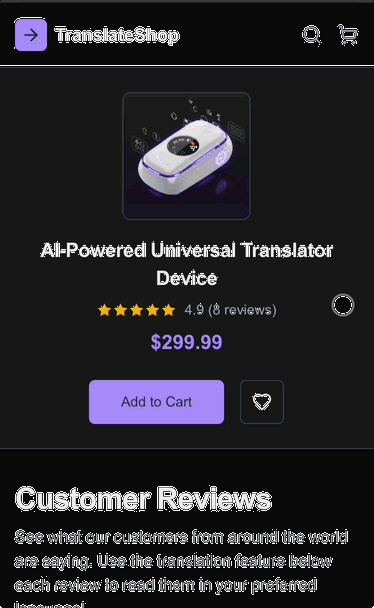 TranslateShop
AI-Powered Universal Translator
Device
4.9 (8 reviews)
$299.99
Add to Cart
Customer Reviews
See what our customers from around the world
are saying. Use the translation feature below
each review to read them in your preferred
language!